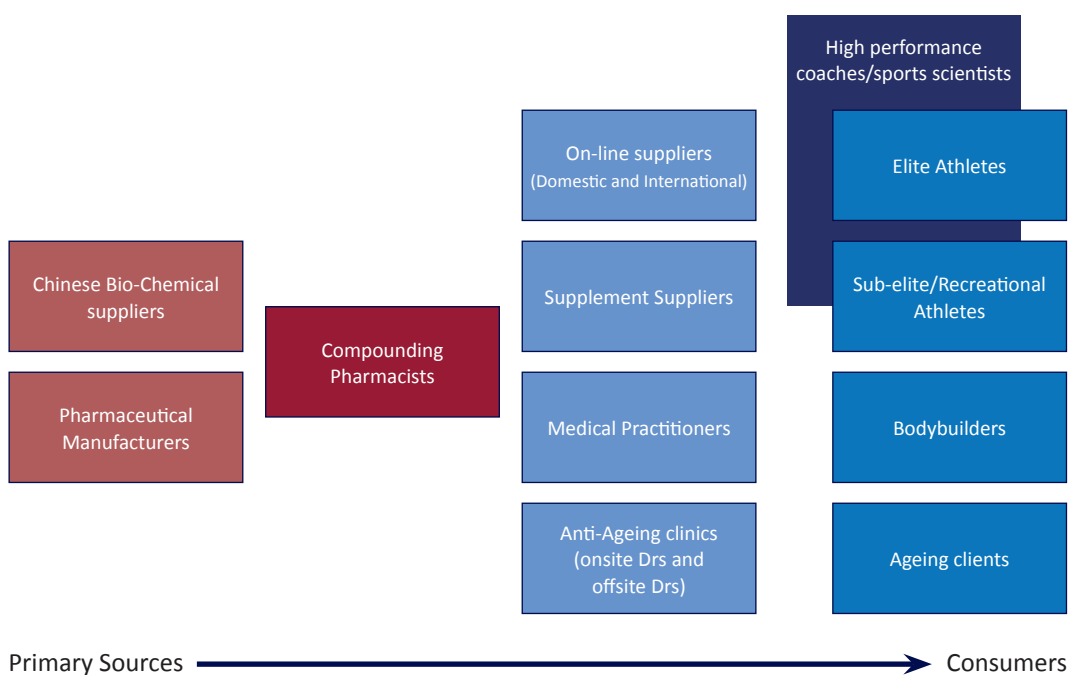 Chinese Bio-Chemical
suppliers
Pharmaceutical
Manufacturers
Compounding
Pharmacists
On-line suppliers
(Domestic and International)
Supplement Suppliers
Medical Practitioners
Anti-Ageing clinics
(onsite Drs and
offsite Drs)
High performance
coaches/sports scientists
Elite Athletes
Sub-elite/Recreational
Athletes
Bodybuilders
Ageing clients
Primary Sources
Consumers